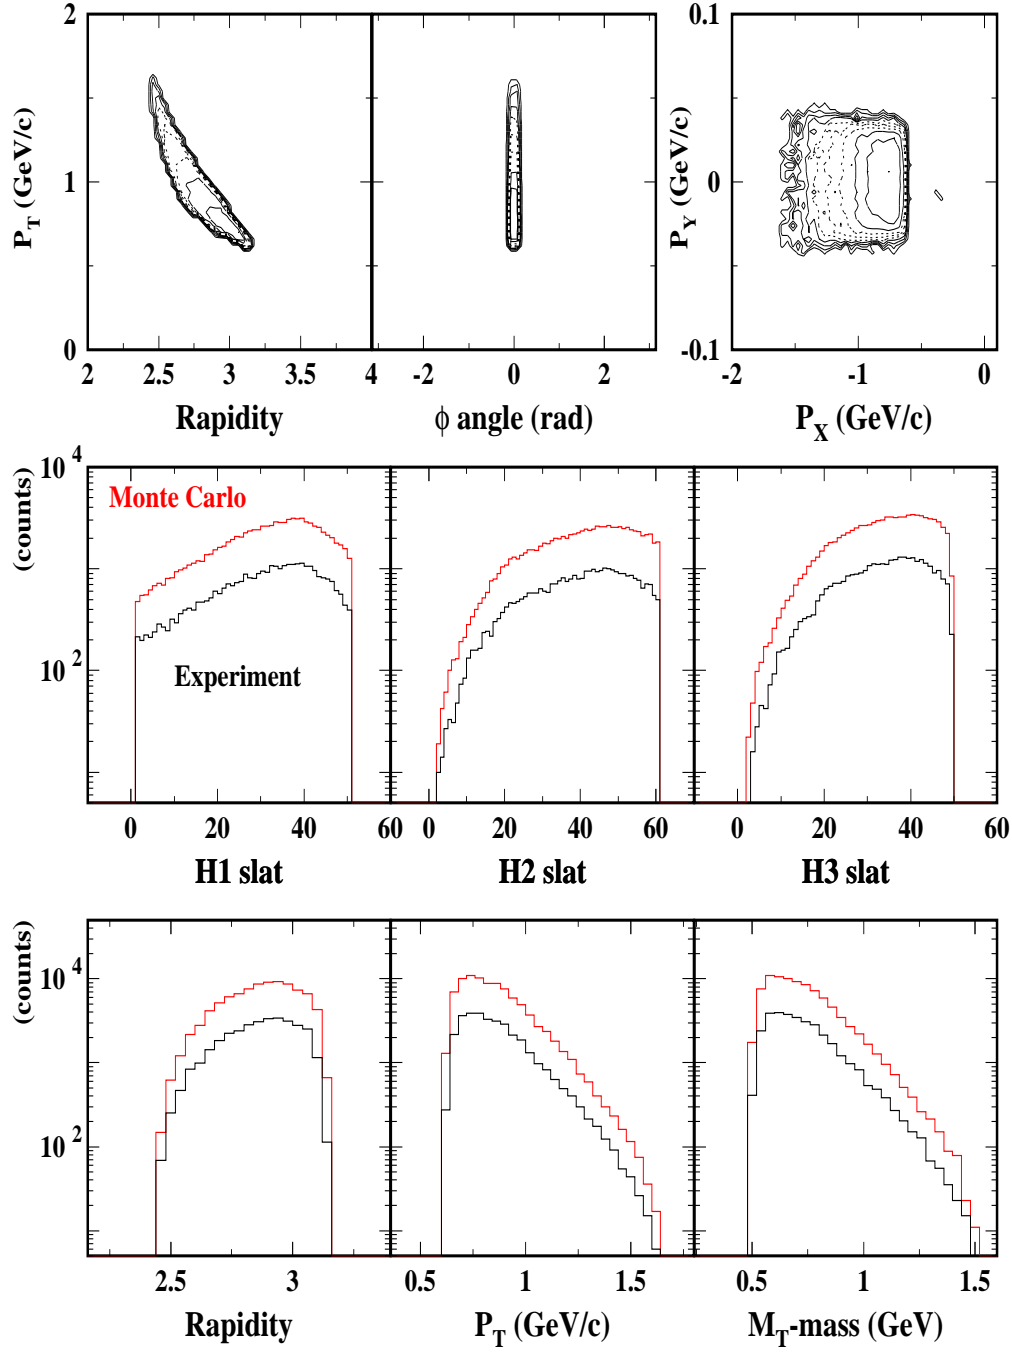 2 0.1
P_T (GeV/c) 1 P_Y (GeV/c) 0
0 -0.1
2 2.5 3 3.5 4 -2 0 2 -2 -1 0
Rapidity ϕ angle (rad) P_X (GeV/c)
10^4
(counts) Monte Carlo
10^2 Experiment
0 20 40 60 0 20 40 60 0 20 40 60
H1 slat H2 slat H3 slat
(counts) 10^4
10^2
2.5 3 0.5 1 1.5 0.5 1 1.5
Rapidity P_T (GeV/c) M_T-mass (GeV)